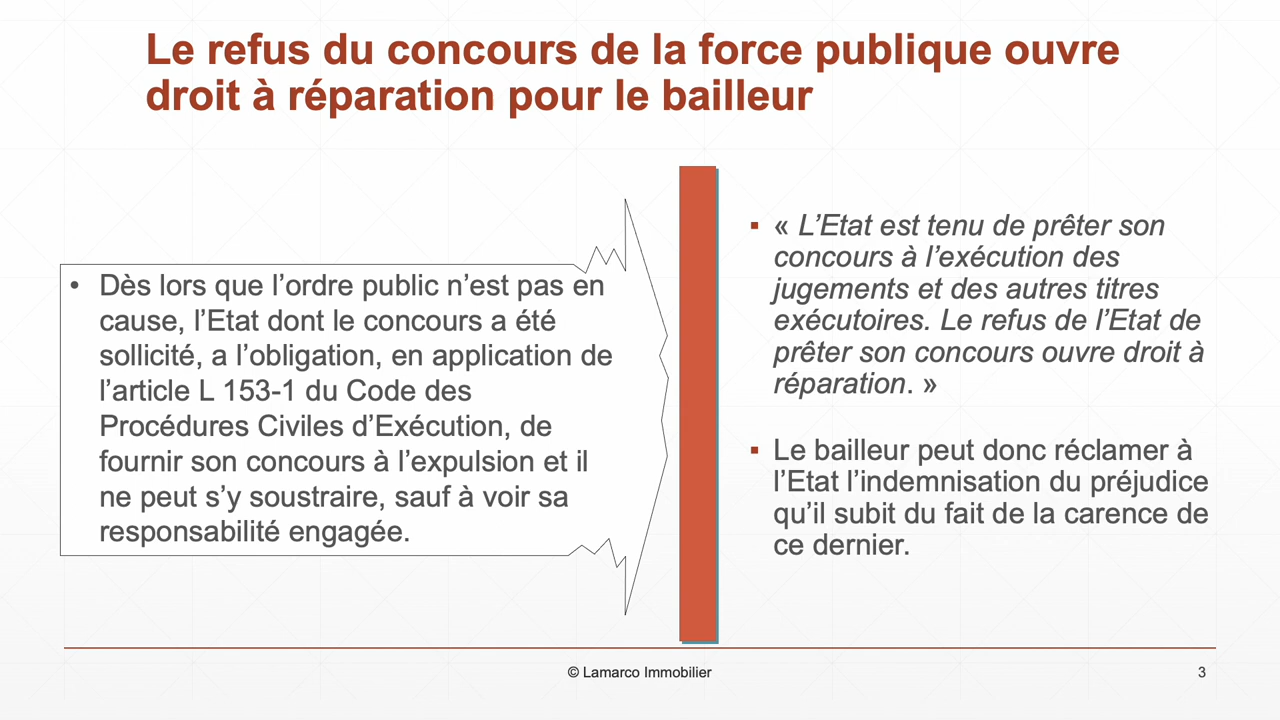 Le refus du concours de la force publique ouvre
droit à réparation pour le bailleur
• Dès lors que l’ordre public n’est pas en
cause, l’Etat dont le concours a été
sollicité, a l’obligation, en application de
l’article L 153-1 du Code des
Procédures Civiles d’Exécution, de
fournir son concours à l’expulsion et il
ne peut s’y soustraire, sauf à voir sa
responsabilité engagée.
▪ « L’Etat est tenu de prêter son
concours à l’exécution des
jugements et des autres titres
exécutoires. Le refus de l’Etat de
prêter son concours ouvre droit à
réparation. »
▪ Le bailleur peut donc réclamer à
l’Etat l’indemnisation du préjudice
qu’il subit du fait de la carence de
ce dernier.
© Lamarco Immobilier
3